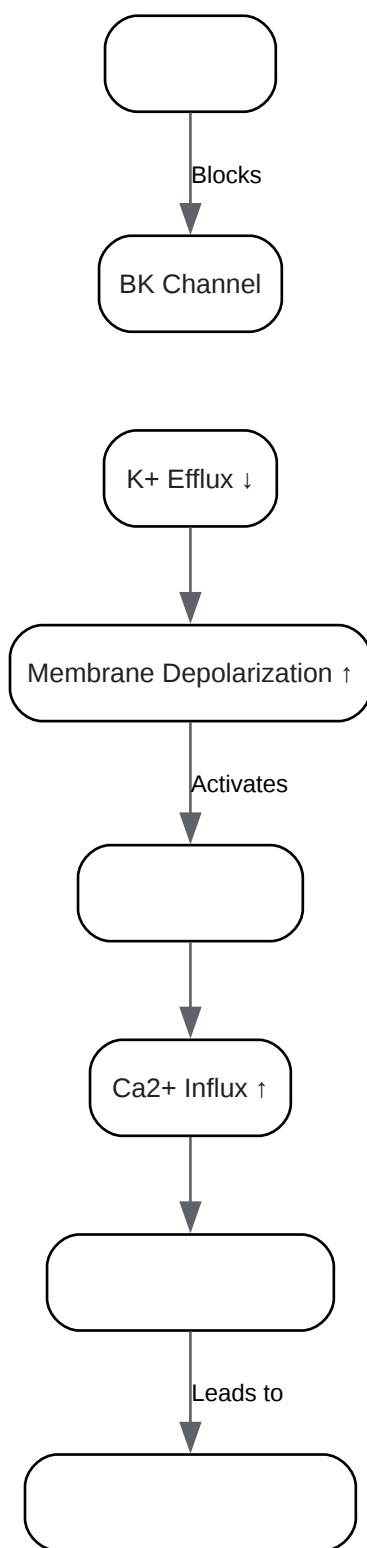 Blocks
BK Channel
K+ Efflux ↓
Membrane Depolarization ↑
Activates
Ca2+ Influx ↑
Leads to